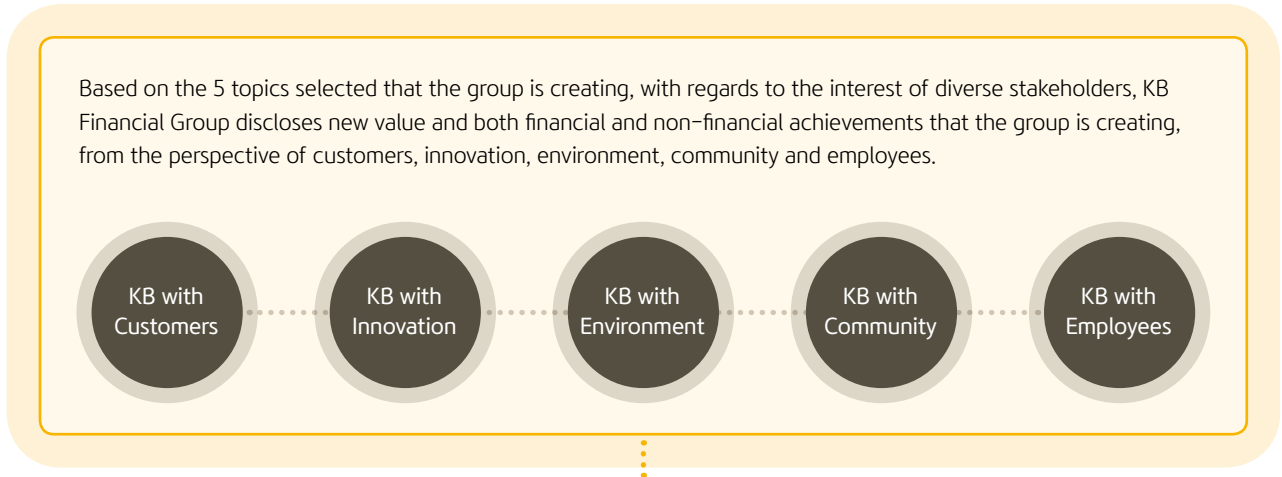 Based on the 5 topics selected that the group is creating, with regards to the interest of diverse stakeholders, KB
Financial Group discloses new value and both financial and non-financial achievements that the group is creating,
from the perspective of customers, innovation, environment, community and employees.
KB with
Customers
KB with
Innovation
KB with
Environment
KB with
Community
KB with
Employees